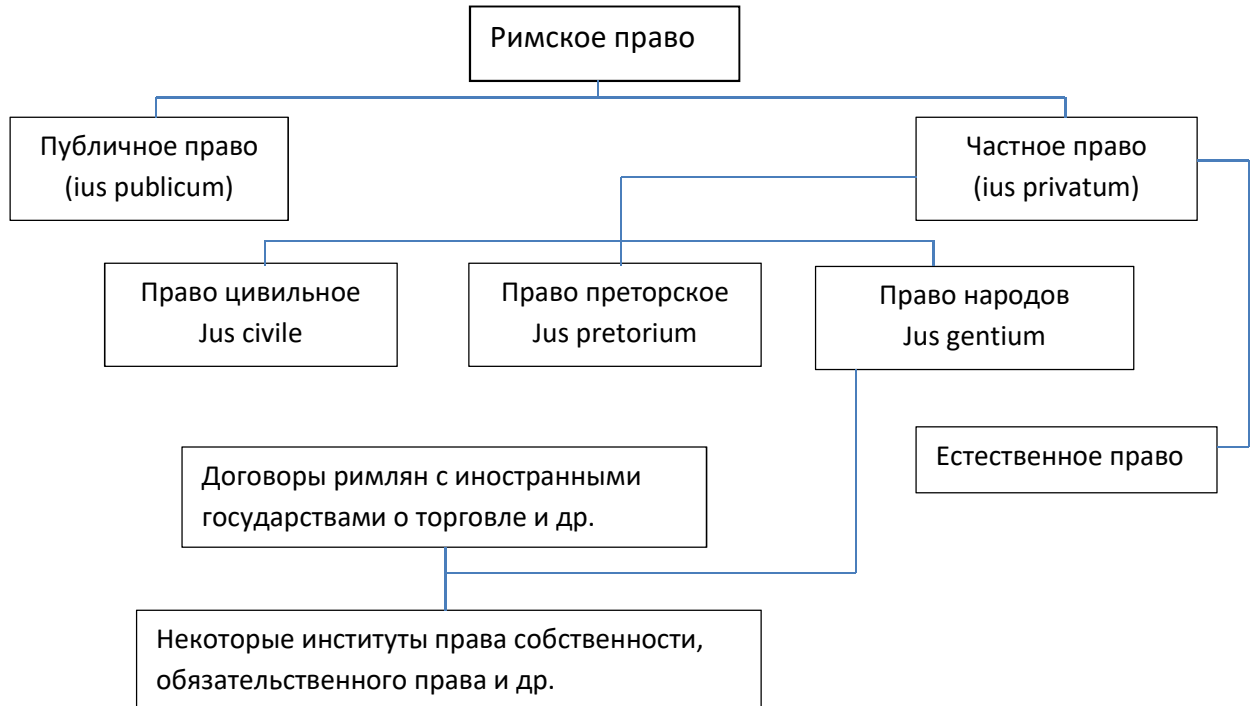 Римское право
Публичное право
(ius publicum)
Частное право
(ius privatum)
Право цивильное
Jus civile
Право преторское
Jus pretorium
Право народов
Jus gentium
Естественное право
Договоры римлян с иностранными
государствами о торговле и др.
Некоторые институты права собственности,
обязательственного права и др.